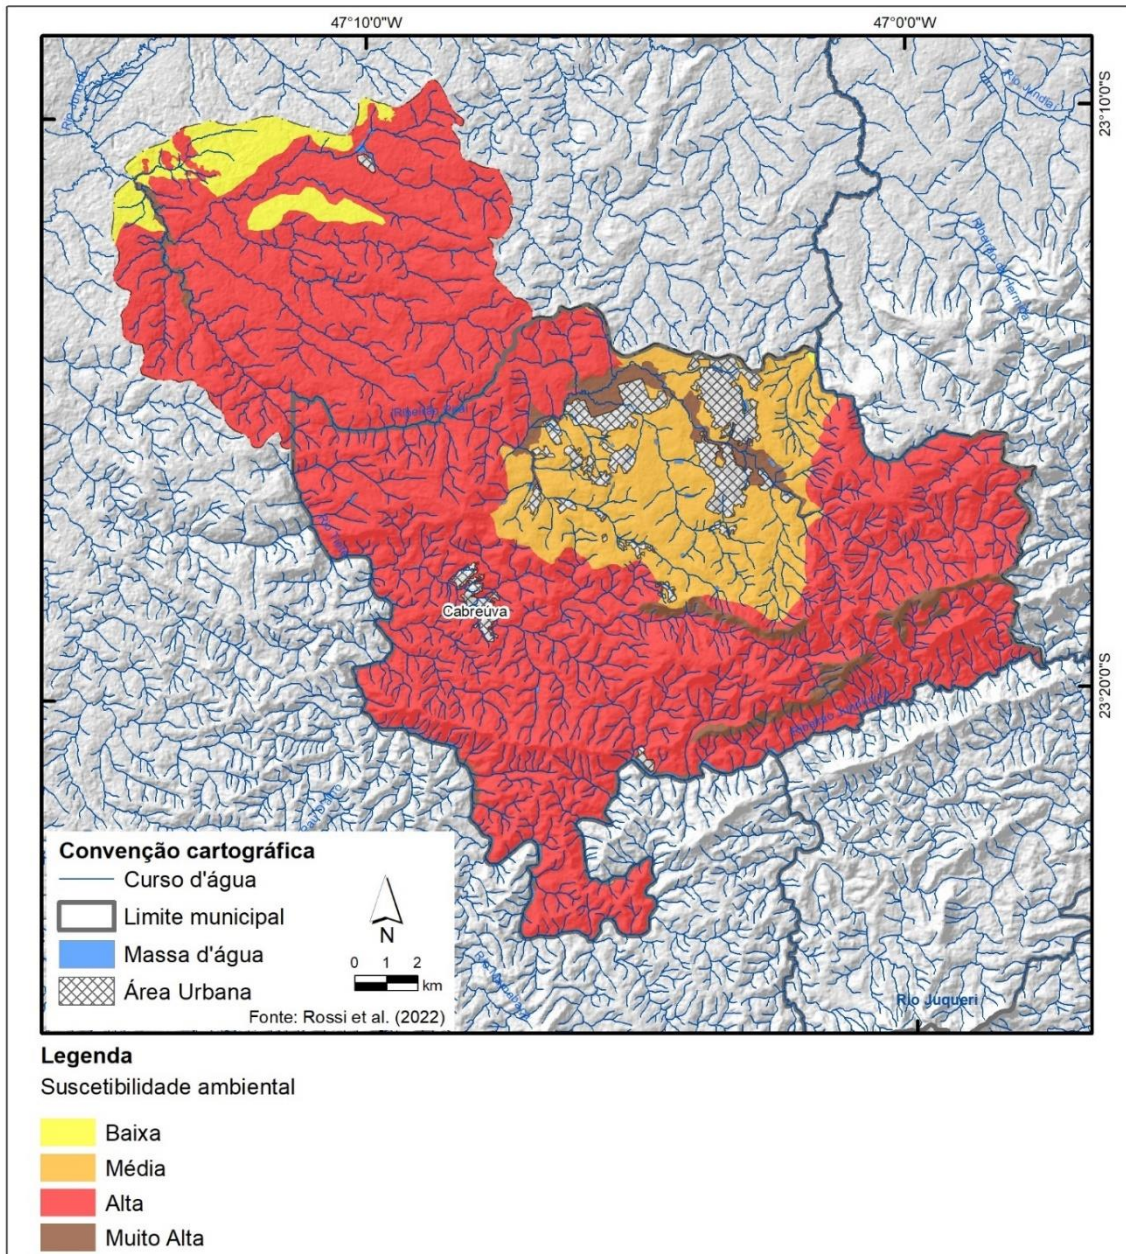 47°10'0"W
47°0'0"W
23°10'0"S
Rio Jundiaí
Ribeirão Piraí
Cabreúva
23°20'0"S
Convenção cartográfica
Curso d'água
Limite municipal
Massa d'água
Área Urbana
N
0 1 2
km
Fonte: Rossi et al. (2022)
Rio Juqueri
Legenda
Suscetibilidade ambiental
Baixa
Média
Alta
Muito Alta